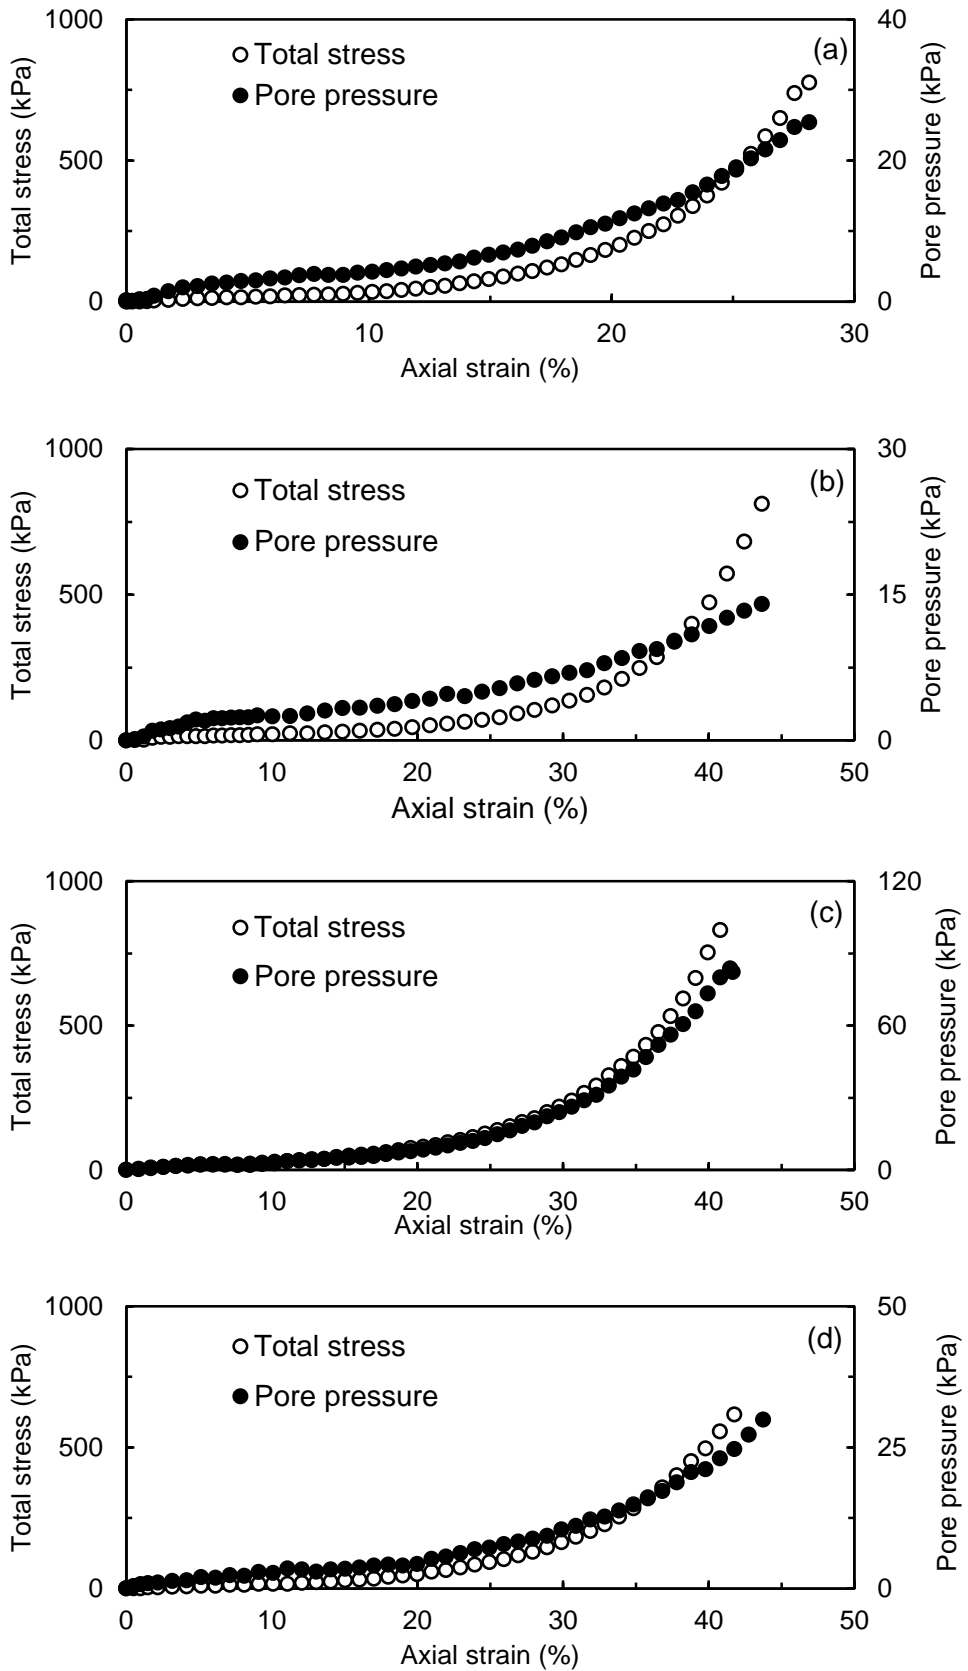 1000
500
0
Total stress (kPa)
Total stress
Pore pressure
(a)
40
20
0
Pore pressure (kPa)
0 10 20 30
Axial strain (%)
1000
500
0
Total stress (kPa)
Total stress
Pore pressure
(b)
30
15
0
Pore pressure (kPa)
0 10 20 30 40 50
Axial strain (%)
1000
500
0
Total stress (kPa)
Total stress
Pore pressure
(c)
120
60
0
Pore pressure (kPa)
0 10 20 30 40 50
Axial strain (%)
1000
500
0
Total stress (kPa)
Total stress
Pore pressure
(d)
50
25
0
Pore pressure (kPa)
0 10 20 30 40 50
Axial strain (%)